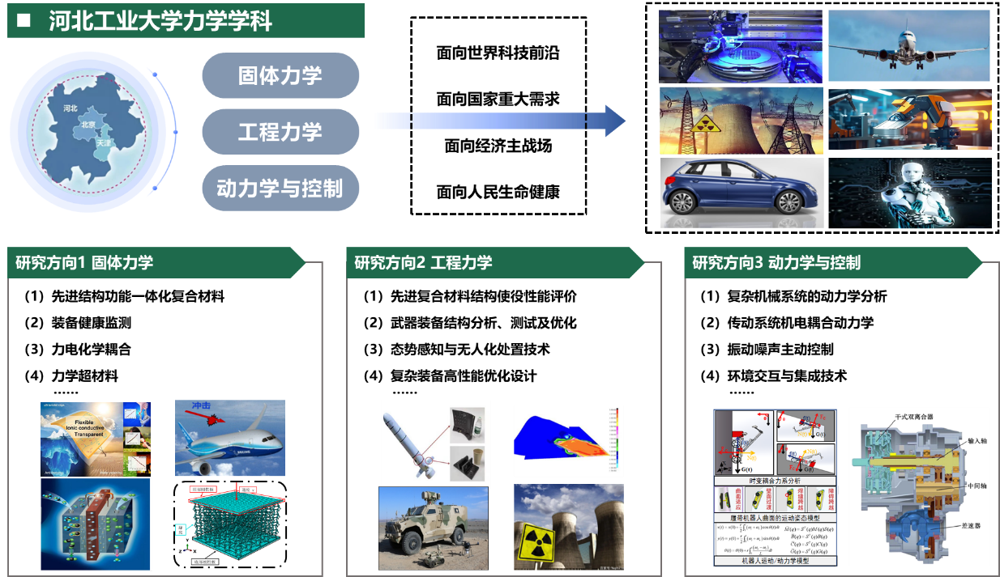 ■ 河北工业大学力学学科
河北
北京
天津
固体力学
工程力学
动力学与控制
面向世界科技前沿
面向国家重大需求
面向经济主战场
面向人民生命健康
研究方向1 固体力学
（1）先进结构功能一体化复合材料
（2）装备健康监测
（3）力电化学耦合
（4）力学超材料
……
Flexible
Ionic conductive
Transparent
冲击
研究方向2 工程力学
（1）先进复合材料结构使役性能评价
（2）武器装备结构分析、测试及优化
（3）态势感知与无人化处置技术
（4）复杂装备高性能优化设计
……
研究方向3 动力学与控制
（1）复杂机械系统的动力学分析
（2）传动系统机电耦合动力学
（3）振动噪声主动控制
（4）环境交互与集成技术
……
G(t)
N(t)
G(t)
N(t)
G(t)
时变耦合力系分析
曲面适应
壁面过渡
焊缝跨越
障碍跨越
履带机器人曲面的运动姿态模型
机器人运动/动力学模型
干式双离合器
输入轴
中间轴
差速器